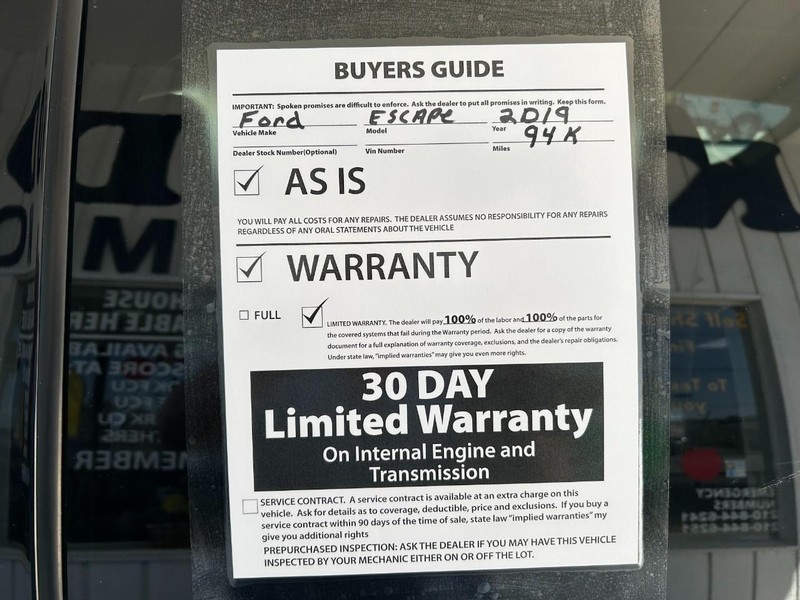 BUYERS GUIDE
IMPORTANT: Spoken promises are difficult to enforce. Ask the dealer to put all promises in writing. Keep this form.
Ford ESCAPE 2019
Vehicle Make Model Year
94K
Dealer Stock Number(Optional) Vin Number Miles
AS IS
YOU WILL PAY ALL COSTS FOR ANY REPAIRS. THE DEALER ASSUMES NO RESPONSIBILITY FOR ANY REPAIRS
REGARDLESS OF ANY ORAL STATEMENTS ABOUT THE VEHICLE
WARRANTY
FULL
LIMITED WARRANTY. The dealer will pay 100% of the labor and 100% of the parts for
the covered systems that fail during the Warranty period. Ask the dealer for a copy of the warranty
document for a full explanation of warranty coverage, exclusions, and the dealer's repair obligations.
Under state law, "implied warranties" may give you even more rights.
30 DAY
Limited Warranty
On Internal Engine and
Transmission
SERVICE CONTRACT. A service contract is available at an extra charge on this
vehicle. Ask for details as to coverage, deductible, price and exclusions. If you buy a
service contract within 90 days of the time of sale, state law "implied warranties" my
give you additional rights
PREPURCHASED INSPECTION: ASK THE DEALER IF YOU MAY HAVE THIS VEHICLE
INSPECTED BY YOUR MECHANIC EITHER ON OR OFF THE LOT.
HOUSE
MEMBER
Self
To
EMERGENCY
NUMBERS